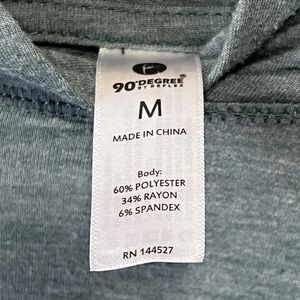 90°DEGREE
BY REFLEX
M
MADE IN CHINA
Body:
60% POLYESTER
34% RAYON
6% SPANDEX
RN 144527